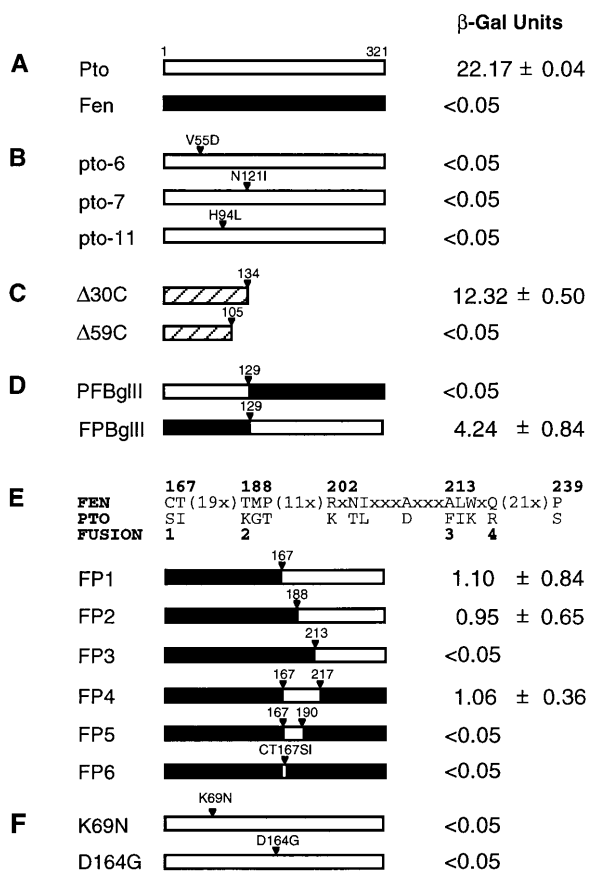 β-Gal Units
1 321
A Pto 22.17 ± 0.04
Fen <0.05
V55D
B pto-6 <0.05
N121I
pto-7 <0.05
H94L
pto-11 <0.05
134
C Δ30C 12.32 ± 0.50
105
Δ59C <0.05
129
D PFBglII <0.05
129
FPBglII 4.24 ± 0.84
167 188 202 213 239
E FEN CT(19x)TMP(11x)RxNIxxxAxxxALWxQ(21x)P
PTO SI KGT K TL D FIK R S
FUSION 1 2 3 4
167
FP1 1.10 ± 0.84
188
FP2 0.95 ± 0.65
213
FP3 <0.05
167 217
FP4 1.06 ± 0.36
167 190
FP5 <0.05
CT167SI
FP6 <0.05
K69N
F K69N <0.05
D164G
D164G <0.05